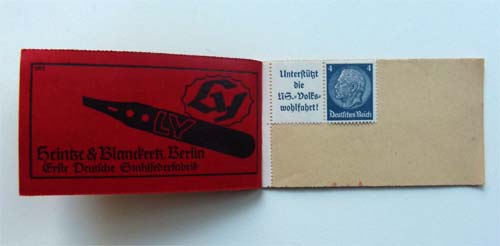 LY
LY
Heintze & Blanckertz Berlin
Erste Deutsche Stahlfederfabrik
Unterstützt
die
NS.-Volks-
wohlfahrt!
4 4
Deutsches Reich